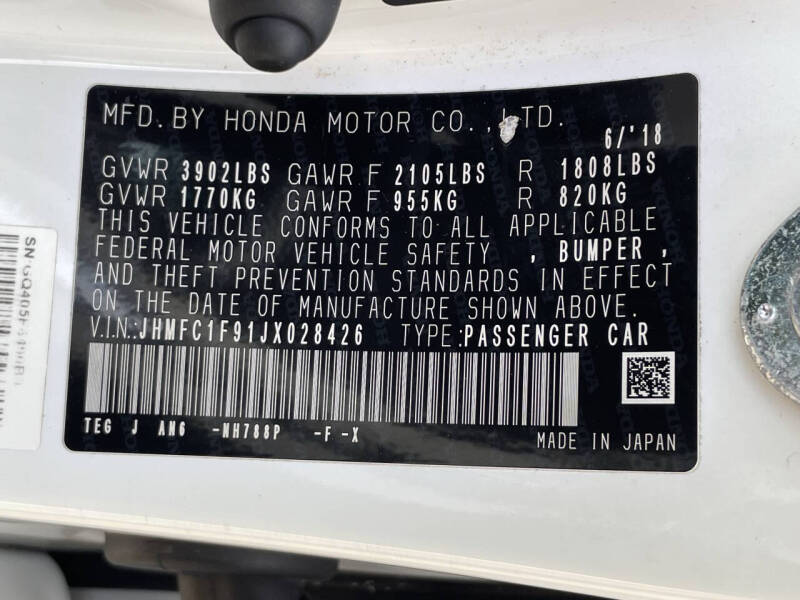 MFD. BY HONDA MOTOR CO., LTD.
6/'18
GVWR 3902LBS GAWR F 2105LBS R 1808LBS
GVWR 1770KG GAWR F 955KG R 820KG
THIS VEHICLE CONFORMS TO ALL APPLICABLE
FEDERAL MOTOR VEHICLE SAFETY , BUMPER ,
AND THEFT PREVENTION STANDARDS IN EFFECT
ON THE DATE OF MANUFACTURE SHOWN ABOVE.
V.I.N.:JHMFC1F91JX028426 TYPE:PASSENGER CAR
TEG J AN6 -NH788P -F -X
MADE IN JAPAN